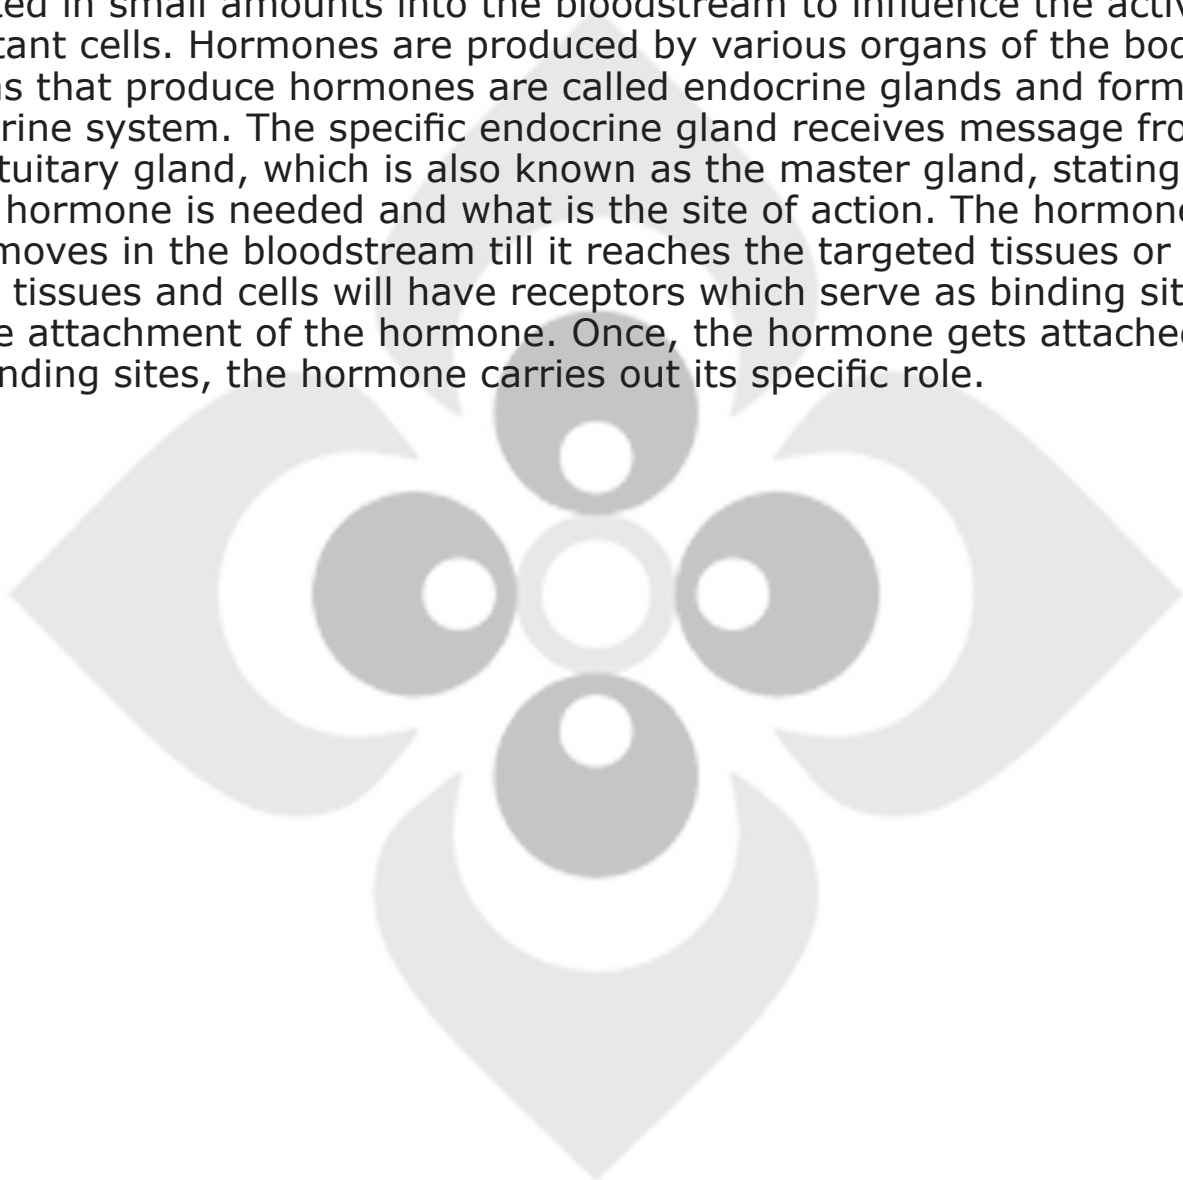 ted in small amounts into the bloodstream to influence the activ
tant cells. Hormones are produced by various organs of the bod
s that produce hormones are called endocrine glands and form
rine system. The specific endocrine gland receives message fro
tuitary gland, which is also known as the master gland, stating
hormone is needed and what is the site of action. The hormone
moves in the bloodstream till it reaches the targeted tissues or
tissues and cells will have receptors which serve as binding sit
e attachment of the hormone. Once, the hormone gets attached
nding sites, the hormone carries out its specific role.